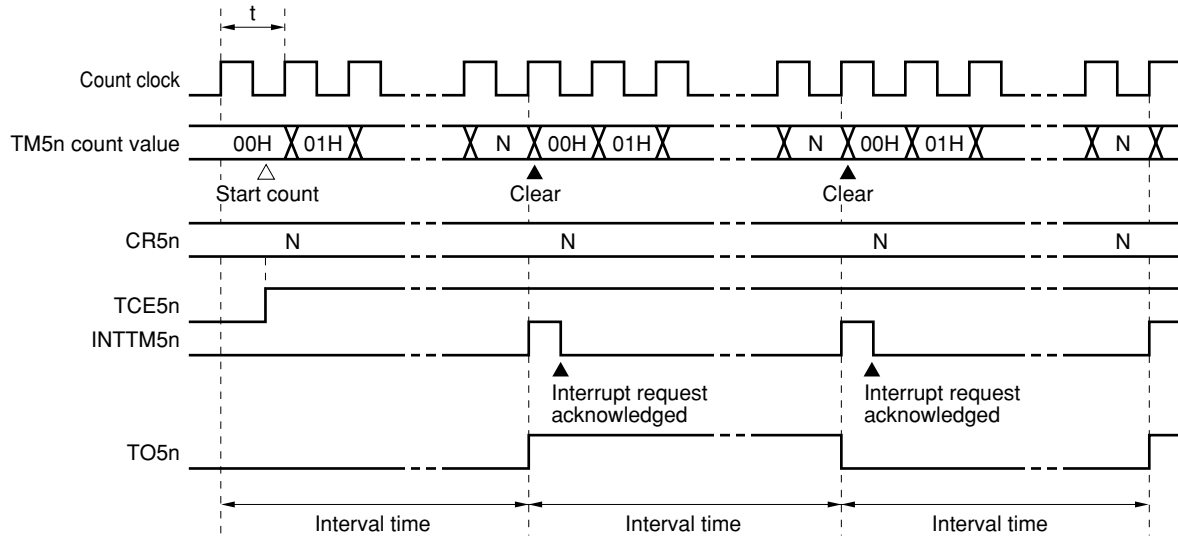 t
Count clock
TM5n count value 00H 01H N 00H 01H N 00H 01H N
Start count Clear Clear
CR5n N N N N
TCE5n
INTTM5n
Interrupt request Interrupt request
acknowledged acknowledged
TO5n
Interval time Interval time Interval time